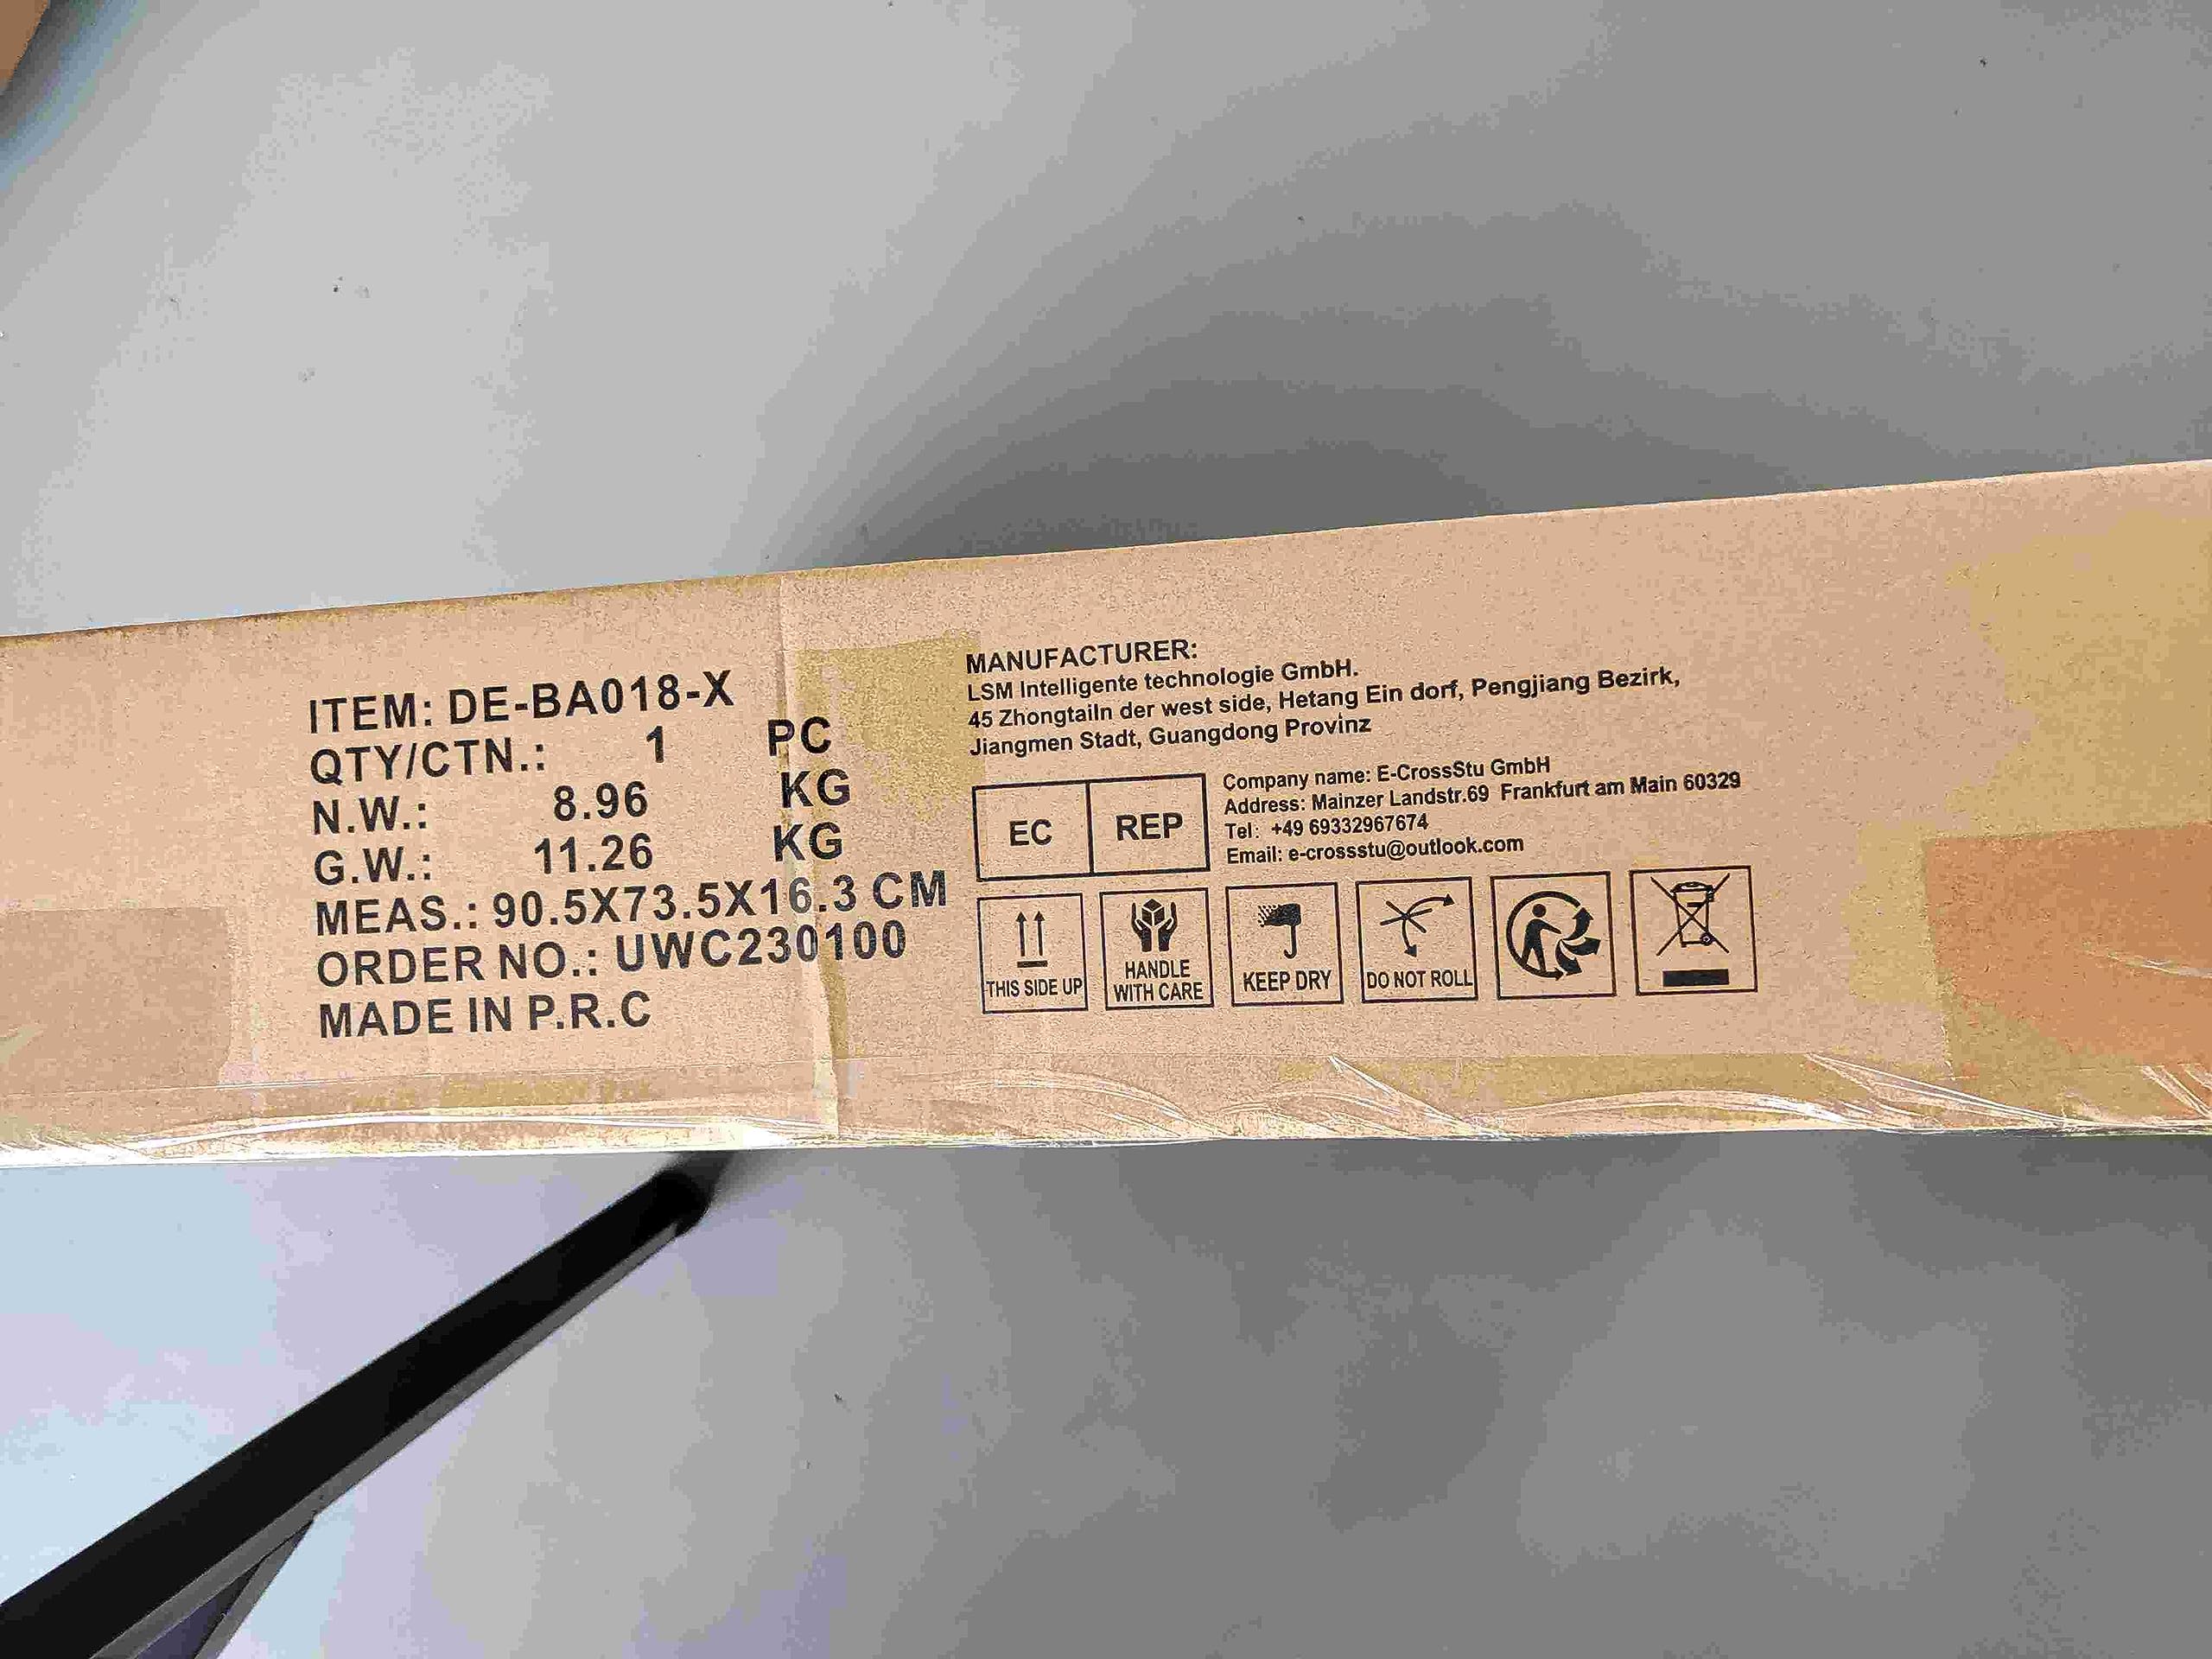 ITEM: DE-BA018-X
QTY/CTN.: 1 PC
N.W.: 8.96 KG
G.W.: 11.26 KG
MEAS.: 90.5X73.5X16.3 CM
ORDER NO.: UWC230100
MADE IN P.R.C
MANUFACTURER:
LSM Intelligente technologie GmbH.
45 Zhongtailn der west side, Hetang Ein dorf, Pengjiang Bezirk,
Jiangmen Stadt, Guangdong Provinz
EC REP
Company name: E-CrossStu GmbH
Address: Mainzer Landstr.69 Frankfurt am Main 60329
Tel: +49 69332967674
Email: e-crossstu@outlook.com
THIS SIDE UP
HANDLE
WITH CARE
KEEP DRY
DO NOT ROLL